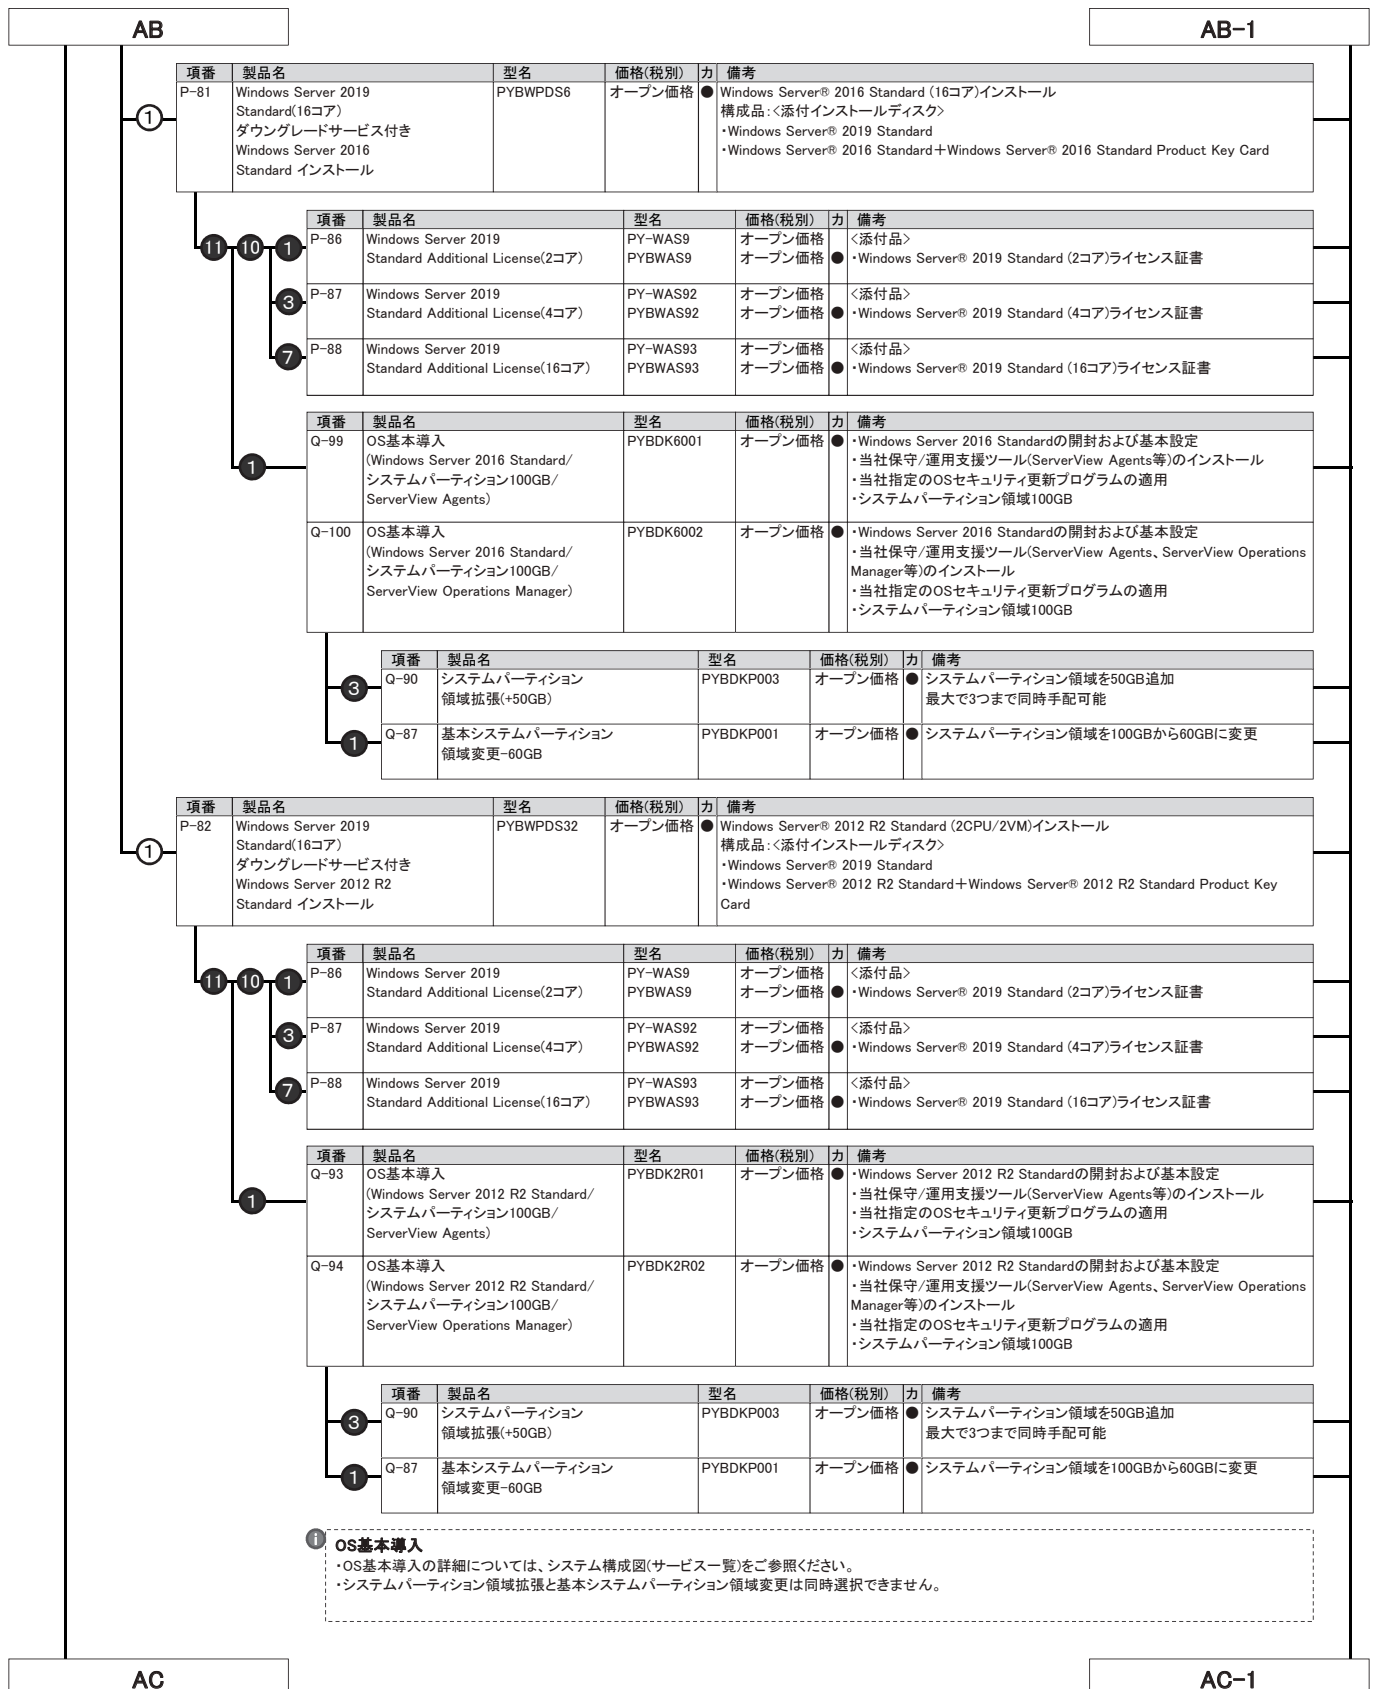 AB
AB-1
項番 製品名 型名 価格(税別) カ 備考
P-81 Windows Server 2019 PYBWPDS6 オープン価格 ● Windows Server® 2016 Standard (16コア)インストール
Standard(16コア) 構成品:<添付インストールディスク>
① ダウングレードサービス付き ・Windows Server® 2019 Standard
Windows Server 2016 ・Windows Server® 2016 Standard+Windows Server® 2016 Standard Product Key Card
Standard インストール
項番 製品名 型名 価格(税別) カ 備考
11 10 1 P-86 Windows Server 2019 PY-WAS9 オープン価格 <添付品>
Standard Additional License(2コア) PYBWAS9 オープン価格 ● ・Windows Server® 2019 Standard (2コア)ライセンス証書
3 P-87 Windows Server 2019 PY-WAS92 オープン価格 <添付品>
Standard Additional License(4コア) PYBWAS92 オープン価格 ● ・Windows Server® 2019 Standard (4コア)ライセンス証書
7 P-88 Windows Server 2019 PY-WAS93 オープン価格 <添付品>
Standard Additional License(16コア) PYBWAS93 オープン価格 ● ・Windows Server® 2019 Standard (16コア)ライセンス証書
項番 製品名 型名 価格(税別) カ 備考
Q-99 OS基本導入 PYBDK6001 オープン価格 ● ・Windows Server 2016 Standardの開封および基本設定
1 (Windows Server 2016 Standard/ ・当社保守/運用支援ツール(ServerView Agents等)のインストール
システムパーティション100GB/ ・当社指定のOSセキュリティ更新プログラムの適用
ServerView Agents) ・システムパーティション領域100GB
Q-100 OS基本導入 PYBDK6002 オープン価格 ● ・Windows Server 2016 Standardの開封および基本設定
(Windows Server 2016 Standard/ ・当社保守/運用支援ツール(ServerView Agents、ServerView Operations
システムパーティション100GB/ Manager等)のインストール
ServerView Operations Manager) ・当社指定のOSセキュリティ更新プログラムの適用
・システムパーティション領域100GB
項番 製品名 型名 価格(税別) カ 備考
3 Q-90 システムパーティション PYBDKP003 オープン価格 ● システムパーティション領域を50GB追加
領域拡張(+50GB) 最大で3つまで同時手配可能
1 Q-87 基本システムパーティション PYBDKP001 オープン価格 ● システムパーティション領域を100GBから60GBに変更
領域変更-60GB
項番 製品名 型名 価格(税別) カ 備考
P-82 Windows Server 2019 PYBWPDS32 オープン価格 ● Windows Server® 2012 R2 Standard (2CPU/2VM)インストール
Standard(16コア) 構成品:<添付インストールディスク>
① ダウングレードサービス付き ・Windows Server® 2019 Standard
Windows Server 2012 R2 ・Windows Server® 2012 R2 Standard+Windows Server® 2012 R2 Standard Product Key
Standard インストール Card
項番 製品名 型名 価格(税別) カ 備考
11 10 1 P-86 Windows Server 2019 PY-WAS9 オープン価格 <添付品>
Standard Additional License(2コア) PYBWAS9 オープン価格 ● ・Windows Server® 2019 Standard (2コア)ライセンス証書
3 P-87 Windows Server 2019 PY-WAS92 オープン価格 <添付品>
Standard Additional License(4コア) PYBWAS92 オープン価格 ● ・Windows Server® 2019 Standard (4コア)ライセンス証書
7 P-88 Windows Server 2019 PY-WAS93 オープン価格 <添付品>
Standard Additional License(16コア) PYBWAS93 オープン価格 ● ・Windows Server® 2019 Standard (16コア)ライセンス証書
項番 製品名 型名 価格(税別) カ 備考
Q-93 OS基本導入 PYBDK2R01 オープン価格 ● ・Windows Server 2012 R2 Standardの開封および基本設定
1 (Windows Server 2012 R2 Standard/ ・当社保守/運用支援ツール(ServerView Agents等)のインストール
システムパーティション100GB/ ・当社指定のOSセキュリティ更新プログラムの適用
ServerView Agents) ・システムパーティション領域100GB
Q-94 OS基本導入 PYBDK2R02 オープン価格 ● ・Windows Server 2012 R2 Standardの開封および基本設定
(Windows Server 2012 R2 Standard/ ・当社保守/運用支援ツール(ServerView Agents、ServerView Operations
システムパーティション100GB/ Manager等)のインストール
ServerView Operations Manager) ・当社指定のOSセキュリティ更新プログラムの適用
・システムパーティション領域100GB
項番 製品名 型名 価格(税別) カ 備考
3 Q-90 システムパーティション PYBDKP003 オープン価格 ● システムパーティション領域を50GB追加
領域拡張(+50GB) 最大で3つまで同時手配可能
1 Q-87 基本システムパーティション PYBDKP001 オープン価格 ● システムパーティション領域を100GBから60GBに変更
領域変更-60GB
i OS基本導入
・OS基本導入の詳細については、システム構成図(サービス一覧)をご参照ください。
・システムパーティション領域拡張と基本システムパーティション領域変更は同時選択できません。
AC
AC-1